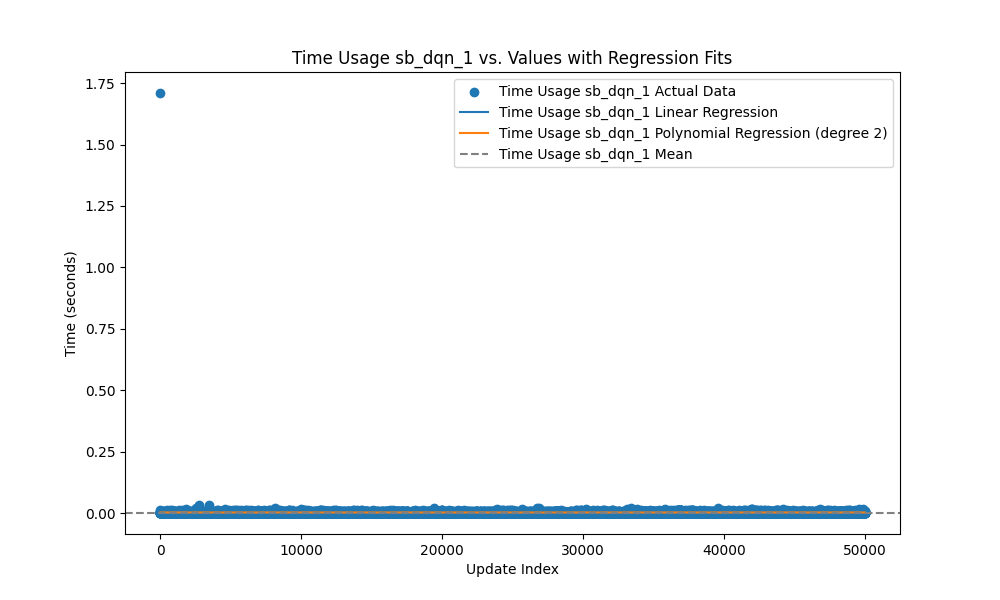 Time Usage sb_dqn_1 vs. Values with Regression Fits
Time Usage sb_dqn_1 Actual Data
Time Usage sb_dqn_1 Linear Regression
Time Usage sb_dqn_1 Polynomial Regression (degree 2)
Time Usage sb_dqn_1 Mean
Time (seconds)
1.75
1.50
1.25
1.00
0.75
0.50
0.25
0.00
0 10000 20000 30000 40000 50000
Update Index